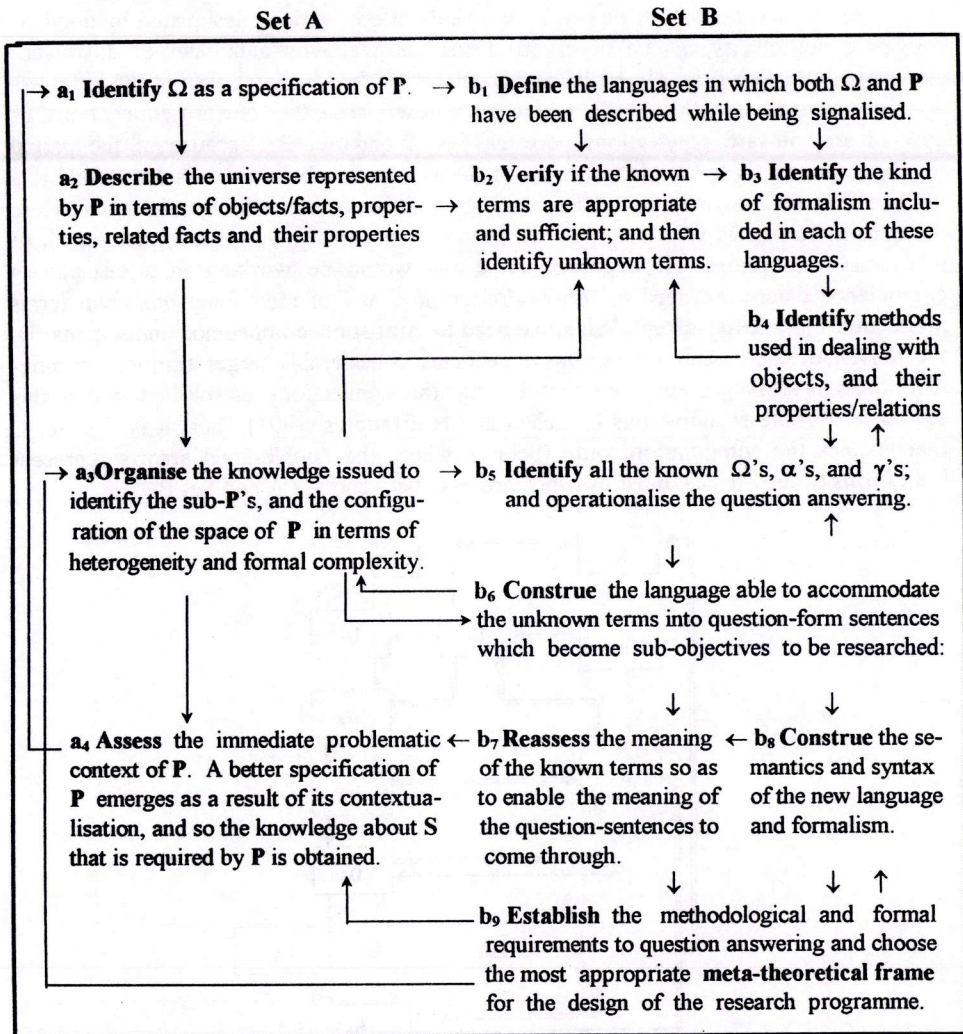 Set A
Set B
→ a₁ Identify Ω as a specification of P. →
b₁ Define the languages in which both Ω and P
have been described while being signalised.
a₂ Describe the universe represented
by P in terms of objects/facts, proper- →
ties, related facts and their properties
b₂ Verify if the known →
terms are appropriate
and sufficient; and then
identify unknown terms.
b₃ Identify the kind
of formalism inclu-
ded in each of these
languages.
b₄ Identify methods
used in dealing with
objects, and their
properties/relations
a₃Organise the knowledge issued to →
identify the sub-P's, and the configu-
ration of the space of P in terms of
heterogeneity and formal complexity.
b₅ Identify all the known Ω's, α's, and γ's;
and operationalise the question answering.
b₆ Construe the language able to accommodate
the unknown terms into question-form sentences
which become sub-objectives to be researched:
a₄ Assess the immediate problematic ←
context of P. A better specification of
P emerges as a result of its contextua-
lisation, and so the knowledge about S
that is required by P is obtained.
b₇ Reassess the meaning ←
of the known terms so as
to enable the meaning of
the question-sentences to
come through.
b₈ Construe the se-
mantics and syntax
of the new language
and formalism.
b₉ Establish the methodological and formal
requirements to question answering and choose
the most appropriate meta-theoretical frame
for the design of the research programme.